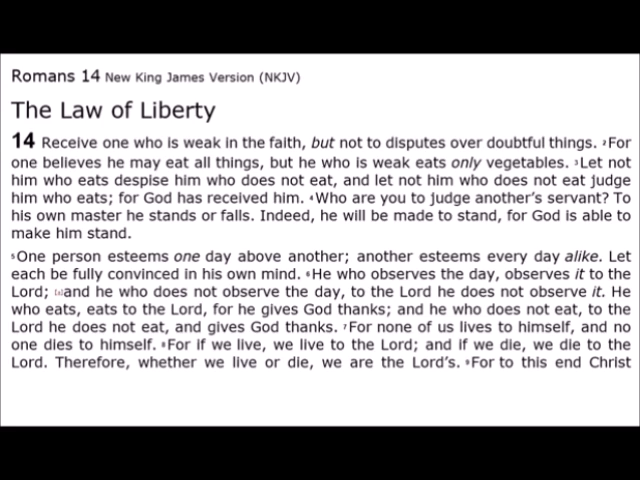 Romans 14 New King James Version (NKJV)
The Law of Liberty
14 Receive one who is weak in the faith, but not to disputes over doubtful things. ²For
one believes he may eat all things, but he who is weak eats only vegetables. ³Let not
him who eats despise him who does not eat, and let not him who does not eat judge
him who eats; for God has received him. ⁴Who are you to judge another’s servant? To
his own master he stands or falls. Indeed, he will be made to stand, for God is able to
make him stand.
⁵One person esteems one day above another; another esteems every day alike. Let
each be fully convinced in his own mind. ⁶He who observes the day, observes it to the
Lord; [a]and he who does not observe the day, to the Lord he does not observe it. He
who eats, eats to the Lord, for he gives God thanks; and he who does not eat, to the
Lord he does not eat, and gives God thanks. ⁷For none of us lives to himself, and no
one dies to himself. ⁸For if we live, we live to the Lord; and if we die, we die to the
Lord. Therefore, whether we live or die, we are the Lord’s. ⁹For to this end Christ